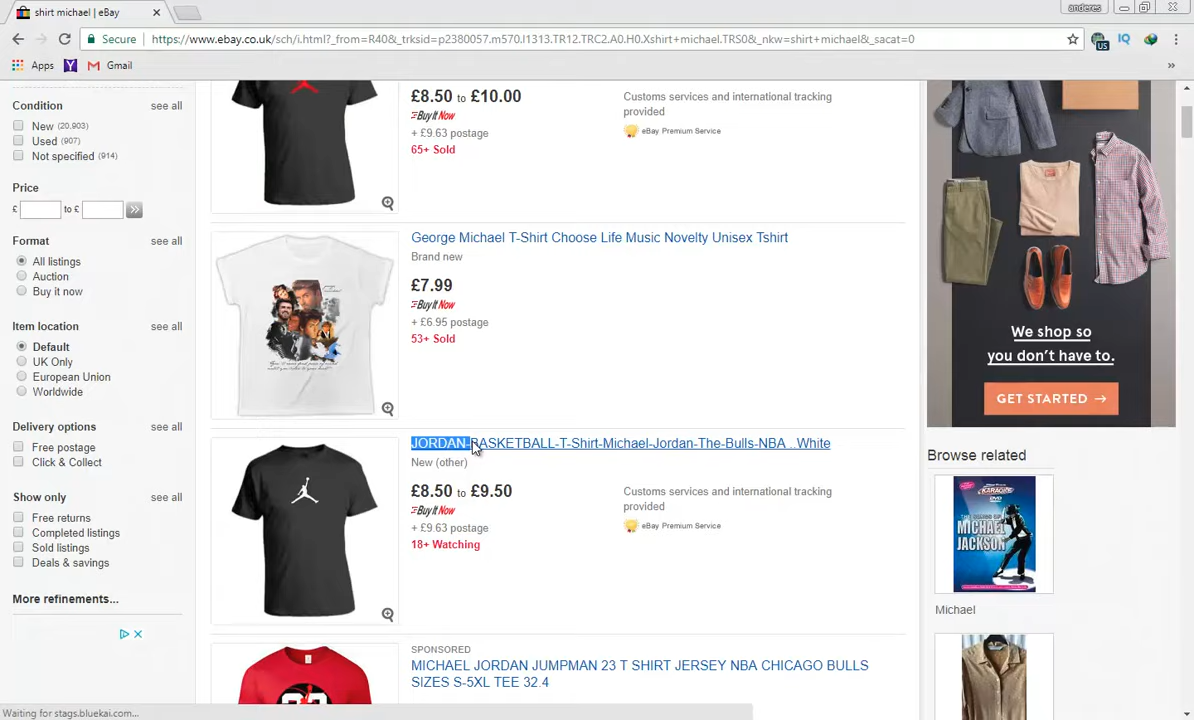 shirt michael | eBay
anderes
Secure
https://www.ebay.co.uk/sch/i.html?_from=R40&_trksid=p2380057.m570.l1313.TR12.TRC2.A0.H0.Xshirt+michael.TRS0&_nkw=shirt+michael&_sacat=0
US
IQ
Apps
Gmail
»
Condition
see all
New (20,903)
Used (907)
Not specified (914)
Price
£ to £
Format
see all
All listings
Auction
Buy it now
Item location
see all
Default
UK Only
European Union
Worldwide
Delivery options
see all
Free postage
Click & Collect
Show only
see all
Free returns
Completed listings
Sold listings
Deals & savings
More refinements...
£8.50 to £10.00
Buy It Now
+ £9.63 postage
65+ Sold
Customs services and international tracking
provided
eBay Premium Service
George Michael T-Shirt Choose Life Music Novelty Unisex Tshirt
Brand new
£7.99
Buy It Now
+ £6.95 postage
53+ Sold
JORDAN-BASKETBALL-T-Shirt-Michael-Jordan-The-Bulls-NBA ..White
New (other)
£8.50 to £9.50
Buy It Now
+ £9.63 postage
18+ Watching
Customs services and international tracking
provided
eBay Premium Service
SPONSORED
MICHAEL JORDAN JUMPMAN 23 T SHIRT JERSEY NBA CHICAGO BULLS
SIZES S-5XL TEE 32.4
We shop so
you don't have to.
GET STARTED →
Browse related
KARAOKE
MICHAEL
JACKSON
Michael
Waiting for stags.bluekai.com...